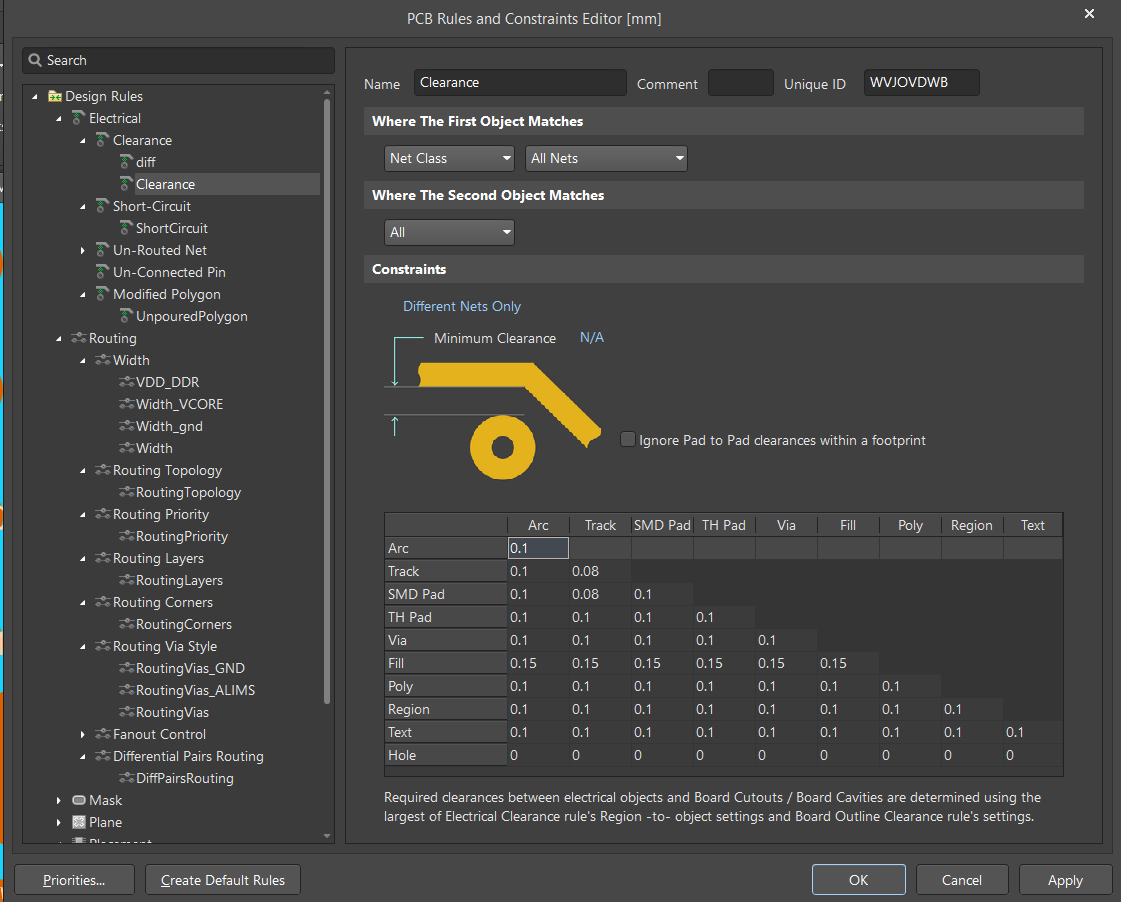 PCB Rules and Constraints Editor [mm]
Search
Design Rules
Electrical
Clearance
diff
Clearance
Short-Circuit
ShortCircuit
Un-Routed Net
Un-Connected Pin
Modified Polygon
UnpouredPolygon
Routing
Width
VDD_DDR
Width_VCORE
Width_gnd
Width
Routing Topology
RoutingTopology
Routing Priority
RoutingPriority
Routing Layers
RoutingLayers
Routing Corners
RoutingCorners
Routing Via Style
RoutingVias_GND
RoutingVias_ALIMS
RoutingVias
Fanout Control
Differential Pairs Routing
DiffPairsRouting
Mask
Plane
Placement
Name Clearance Comment Unique ID WVJOVDWB
Where The First Object Matches
Net Class All Nets
Where The Second Object Matches
All
Constraints
Different Nets Only
Minimum Clearance N/A
Ignore Pad to Pad clearances within a footprint
Arc Track SMD Pad TH Pad Via Fill Poly Region Text
Arc 0.1
Track 0.1 0.08
SMD Pad 0.1 0.08 0.1
TH Pad 0.1 0.1 0.1 0.1
Via 0.1 0.1 0.1 0.1 0.1
Fill 0.15 0.15 0.15 0.15 0.15 0.15
Poly 0.1 0.1 0.1 0.1 0.1 0.1 0.1
Region 0.1 0.1 0.1 0.1 0.1 0.1 0.1 0.1
Text 0.1 0.1 0.1 0.1 0.1 0.1 0.1 0.1 0.1
Hole 0 0 0 0 0 0 0 0 0
Required clearances between electrical objects and Board Cutouts / Board Cavities are determined using the
largest of Electrical Clearance rule's Region -to- object settings and Board Outline Clearance rule's settings.
Priorities... Create Default Rules OK Cancel Apply